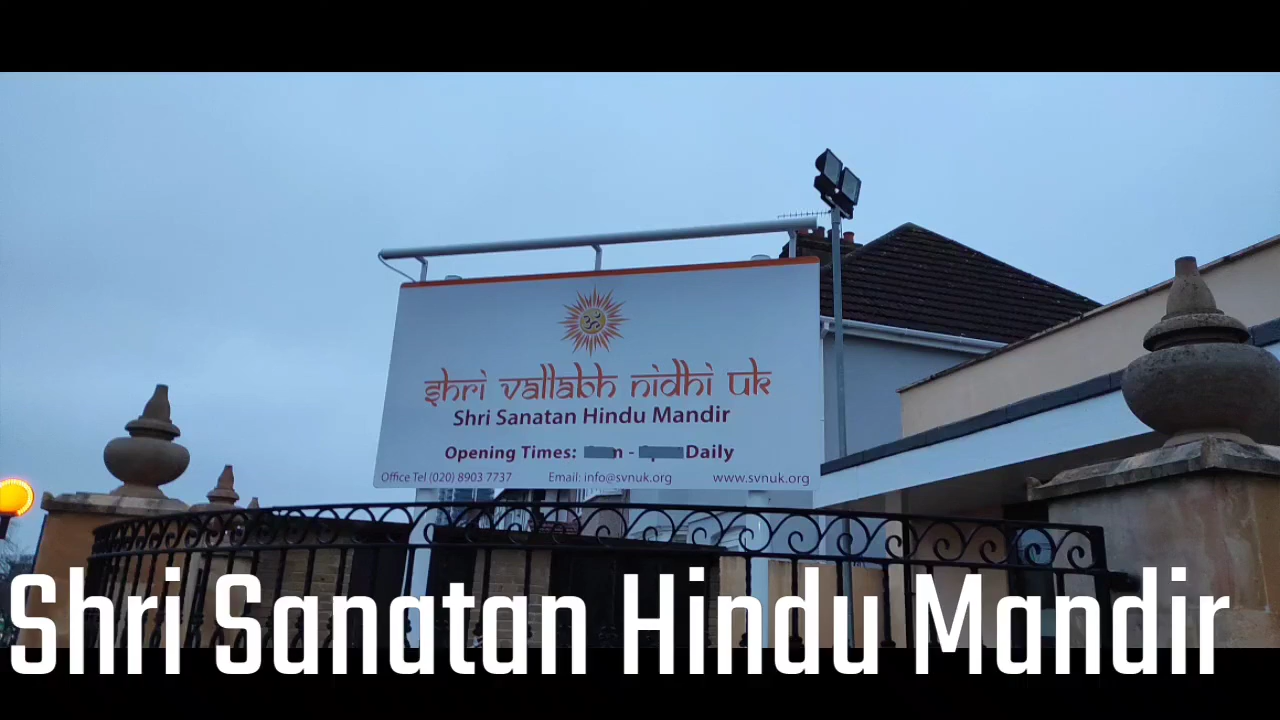 ॐ
shri vallabh nidhi uk
Shri Sanatan Hindu Mandir
Opening Times: - Daily
Office Tel (020) 8903 7737 Email: info@svnuk.org www.svnuk.org
Shri Sanatan Hindu Mandir